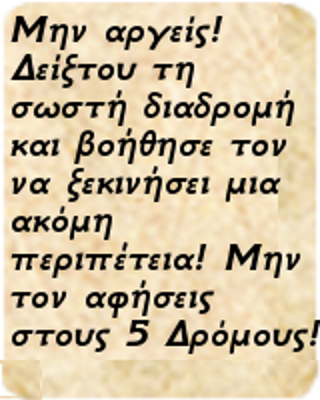 Μην αργείς!
Δείξτου τη
σωστή διαδρομή
και βοήθησε τον
να ξεκινήσει μια
ακόμη
περιπέτεια! Μην
τον αφήσεις
στους 5 Δρόμους!